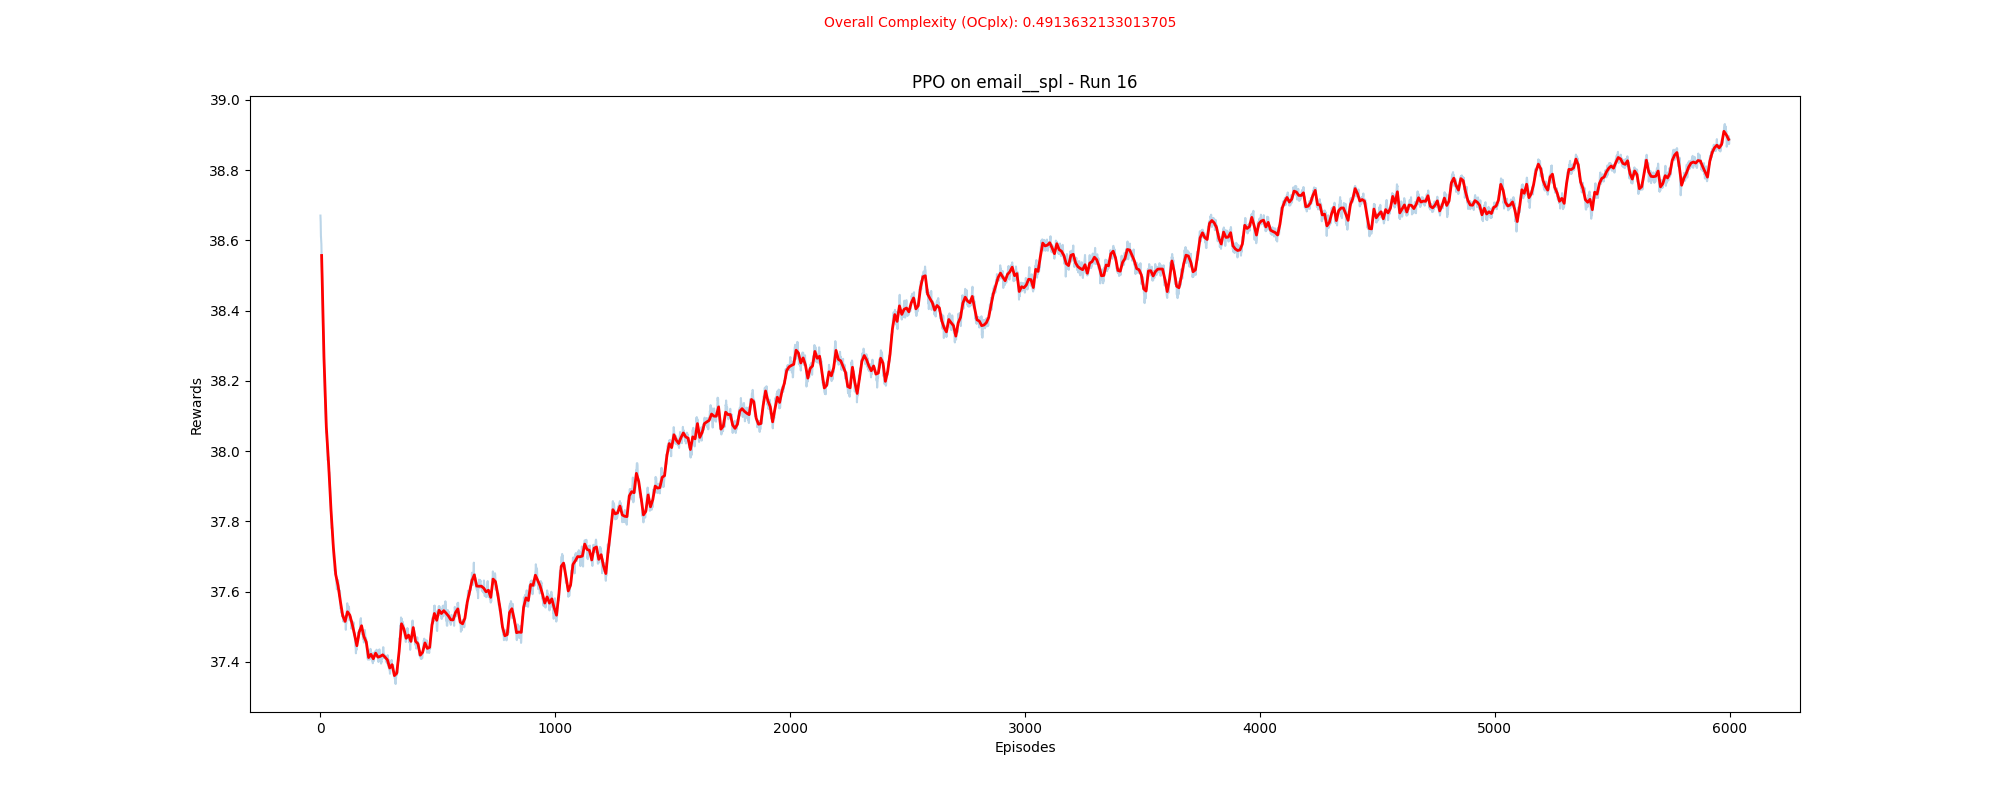 Overall Complexity (OCplx): 0.4913632133013705
PPO on email__spl - Run 16
39.0
38.8
38.6
38.4
38.2
38.0
37.8
37.6
37.4
Rewards
0 1000 2000 3000 4000 5000 6000
Episodes